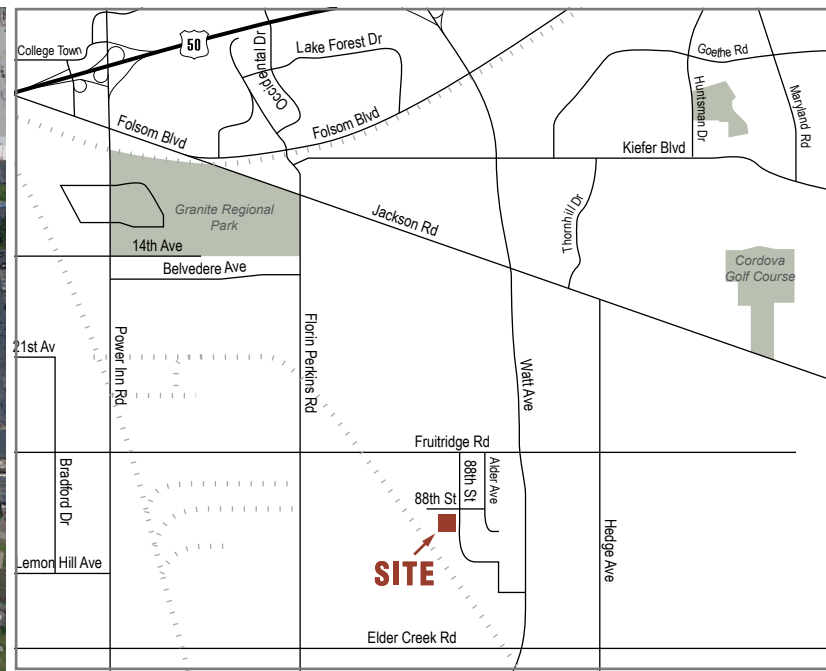 50
College Town
Occidental Dr
Lake Forest Dr
Goethe Rd
Huntsman Dr
Maryland Rd
Folsom Blvd
Folsom Blvd
Kiefer Blvd
Granite Regional
Park
Jackson Rd
Thornhill Dr
14th Ave
Belvedere Ave
Cordova
Golf Course
21st Av
Power Inn Rd
Florin Perkins Rd
Watt Ave
Fruitridge Rd
Bradford Dr
88th St
Alder Ave
88th St
Hedge Ave
SITE
Lemon Hill Ave
Elder Creek Rd